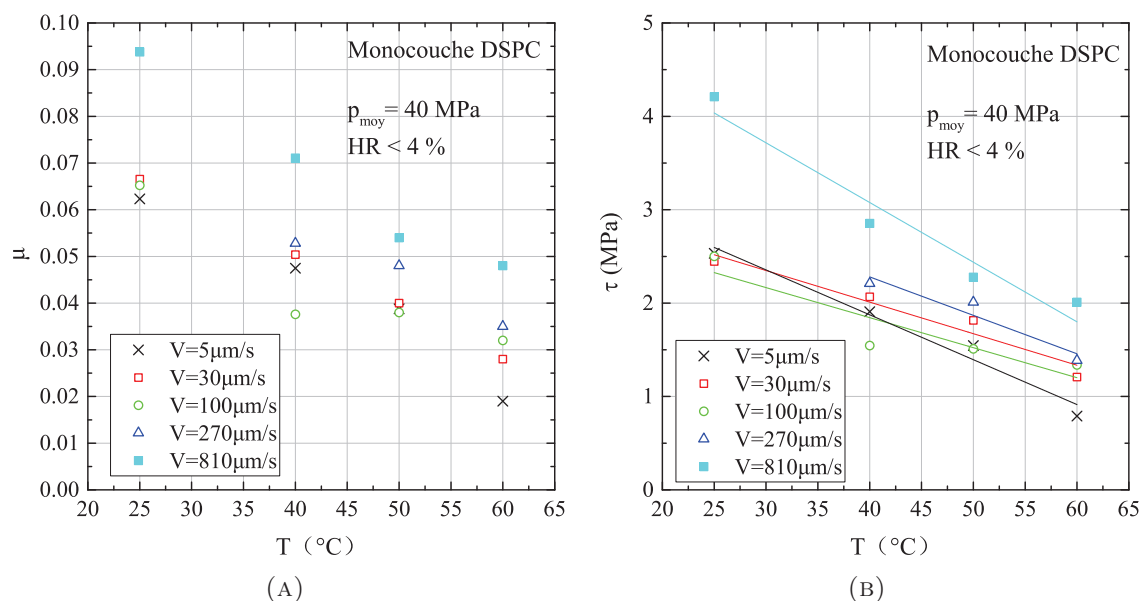 0.10
0.09
0.08
0.07
0.06
0.05
0.04
0.03
0.02
0.01
0.00
μ
Monocouche DSPC
p_moy = 40 MPa
HR < 4 %
V=5μm/s
V=30μm/s
V=100μm/s
V=270μm/s
V=810μm/s
20 25 30 35 40 45 50 55 60 65
T (°C)
(A)
5
4
3
2
1
0
τ (MPa)
Monocouche DSPC
p_moy = 40 MPa
HR < 4 %
V=5μm/s
V=30μm/s
V=100μm/s
V=270μm/s
V=810μm/s
20 25 30 35 40 45 50 55 60 65
T (°C)
(B)